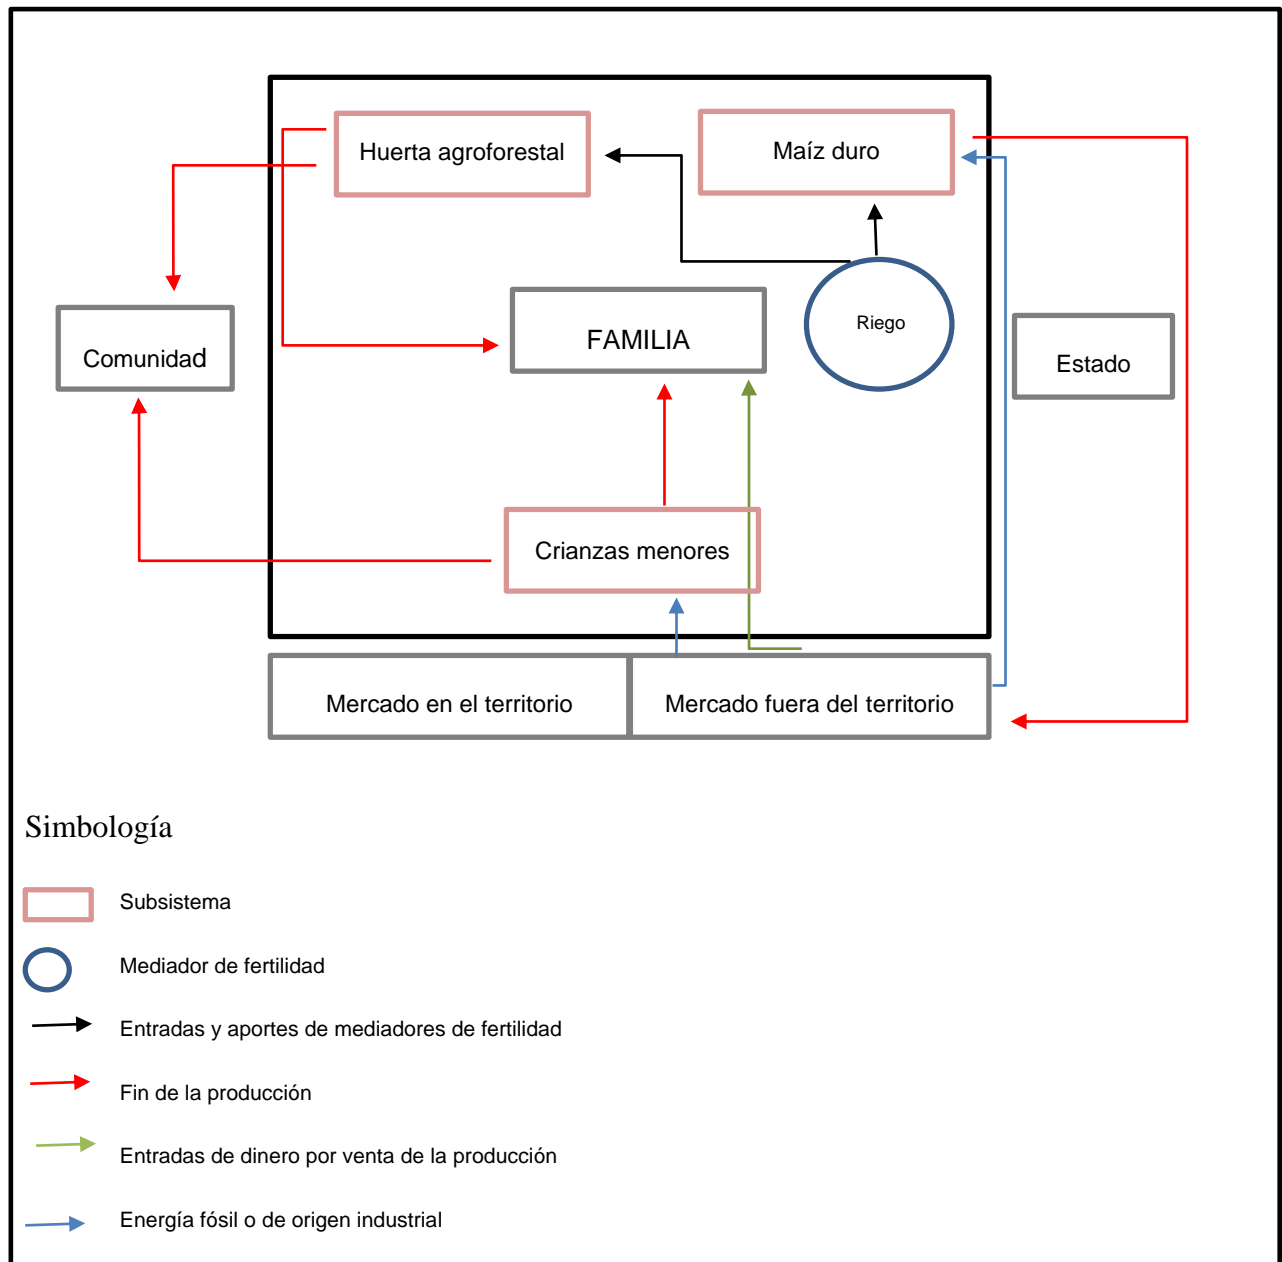 Huerta agroforestal
Maíz duro
Riego
FAMILIA
Comunidad
Estado
Crianzas menores
Mercado en el territorio
Mercado fuera del territorio
Simbología
Subsistema
Mediador de fertilidad
Entradas y aportes de mediadores de fertilidad
Fin de la producción
Entradas de dinero por venta de la producción
Energía fósil o de origen industrial